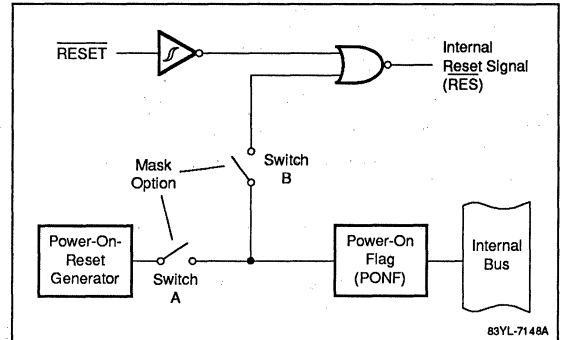 RESET
Internal
Reset Signal
(RES)
Mask
Option
Switch
B
Power-On-
Reset
Generator
Switch
A
Power-On
Flag
(PONF)
Internal
Bus
83YL-7148A